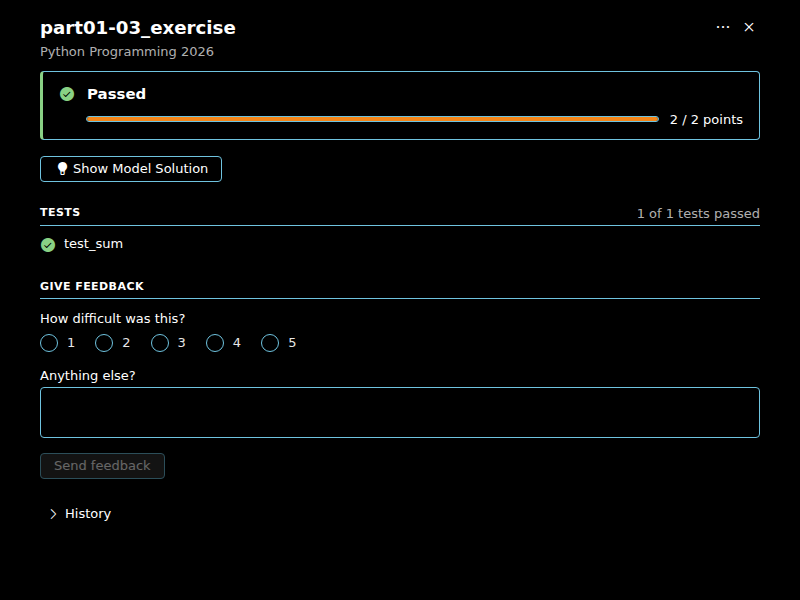 part01-03_exercise
Python Programming 2026
Passed
2 / 2 points
Show Model Solution
TESTS
1 of 1 tests passed
test_sum
GIVE FEEDBACK
How difficult was this?
1 2 3 4 5
Anything else?
Send feedback
History